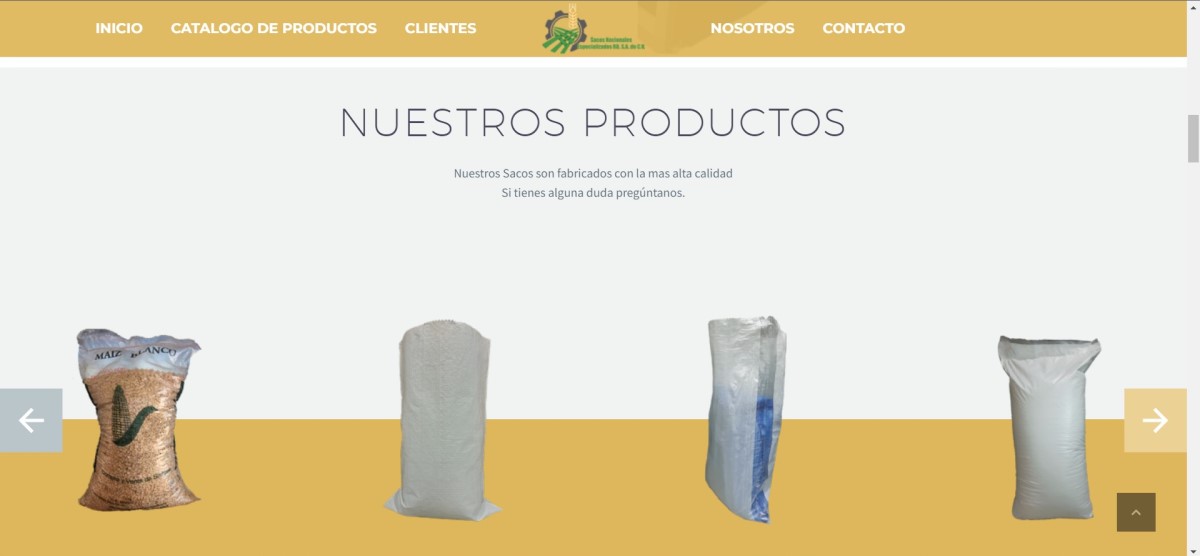 INICIO CATALOGO DE PRODUCTOS CLIENTES NOSOTROS CONTACTO
Sacos Nacionales
Especializados RB, S.A. de C.V.
NUESTROS PRODUCTOS
Nuestros Sacos son fabricados con la mas alta calidad
Si tienes alguna duda pregúntanos.
MAIZ BLANCO